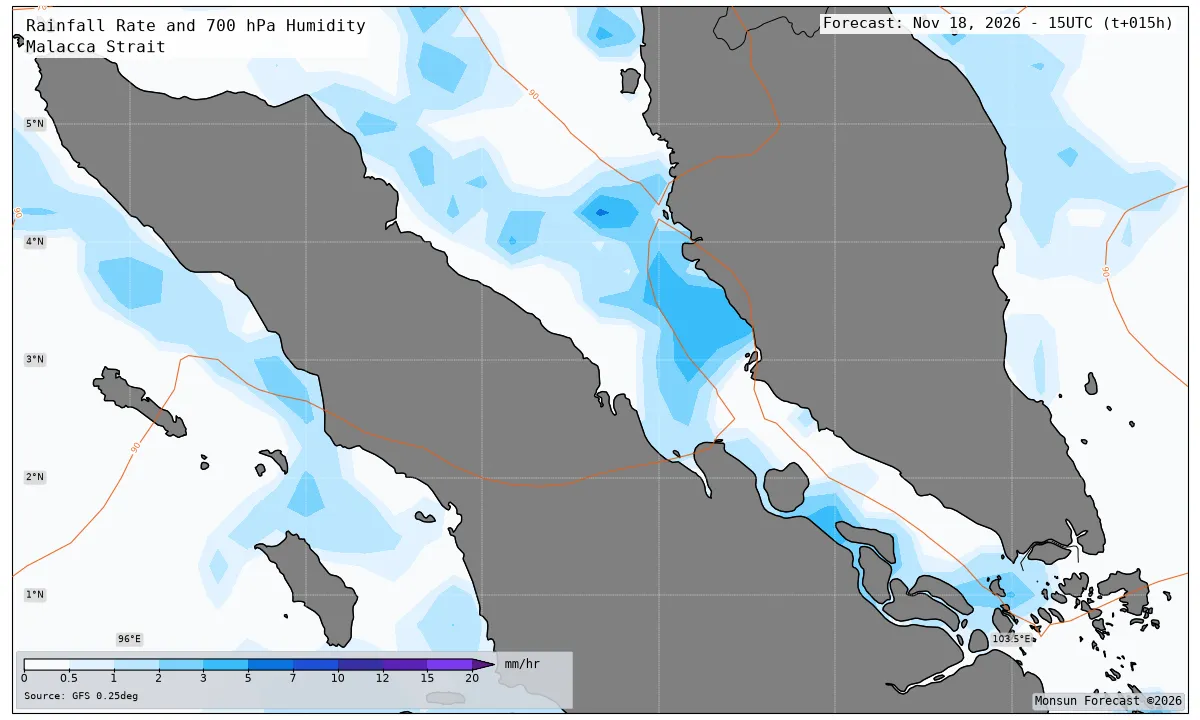 Rainfall Rate and 700 hPa Humidity
Malacca Strait
Forecast: Nov 18, 2026 - 15UTC (t+015h)
90
5°N
90
4°N
90
3°N
90
2°N
1°N
96°E
103.5°E
mm/hr
0 0.5 1 2 3 5 7 10 12 15 20
Source: GFS 0.25deg
Monsun Forecast ©2026